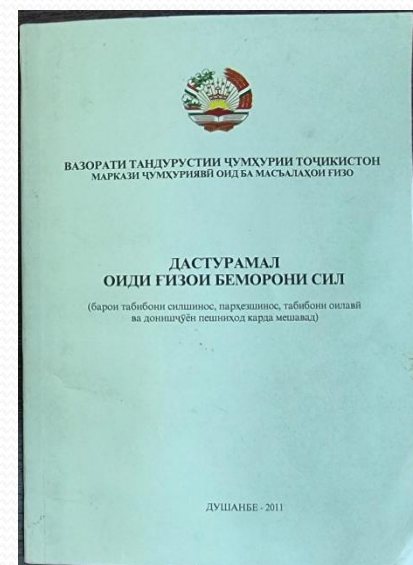 ВАЗОРАТИ ТАНДУРУСТИИ ҶУМҲУРИИ ТОҶИКИСТОН
МАРКАЗИ ҶУМҲУРИЯВӢ ОИД БА МАСЪАЛАҲОИ ҒИЗО
ДАСТУРАМАЛ
ОИДИ ҒИЗОИ БЕМОРОНИ СИЛ
(барои табибони силшинос, парҳезшинос, табибони оилавӣ
ва донишҷӯён пешниҳод карда мешавад)
ДУШАНБЕ - 2011